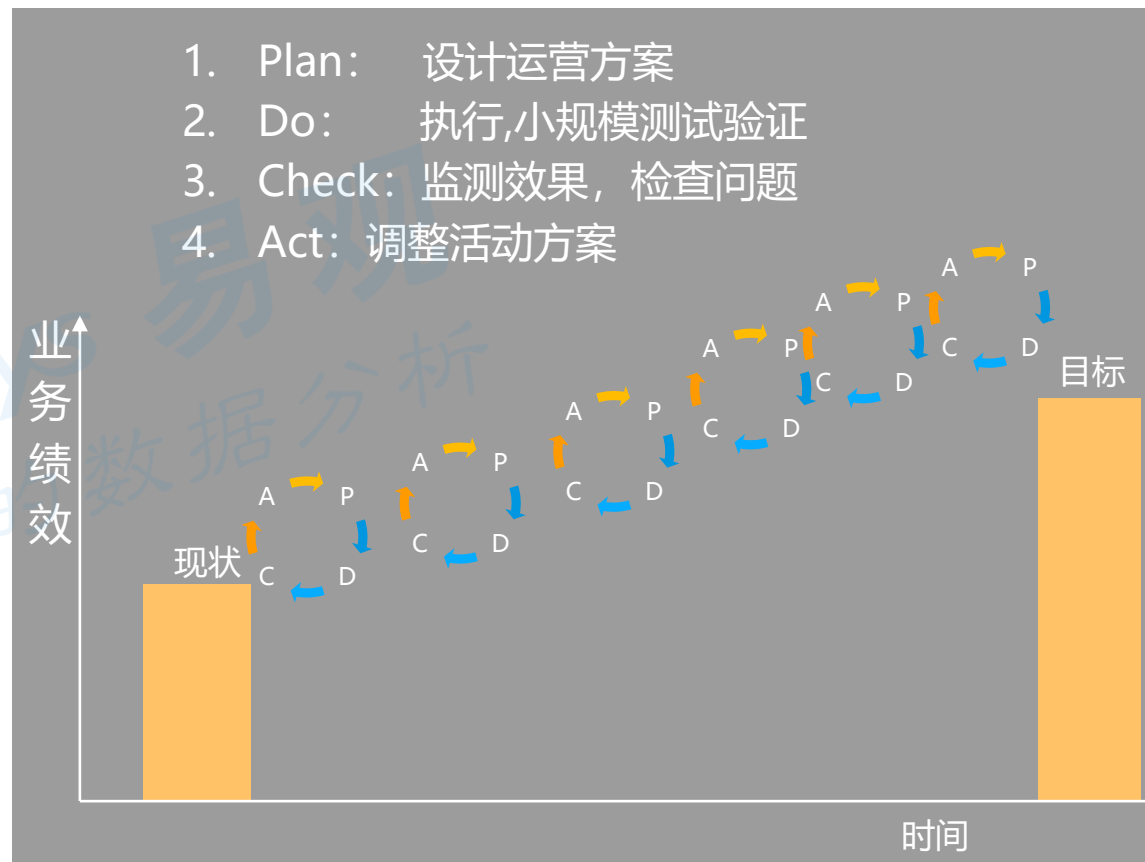 1. Plan： 设计运营方案
2. Do： 执行,小规模测试验证
3. Check：监测效果，检查问题
4. Act：调整活动方案
易观
的数据分析
业务绩效
现状
目标
时间
A P
C D
A P
C D
A P
C D
A P
C D
A P
C D
A P
C D